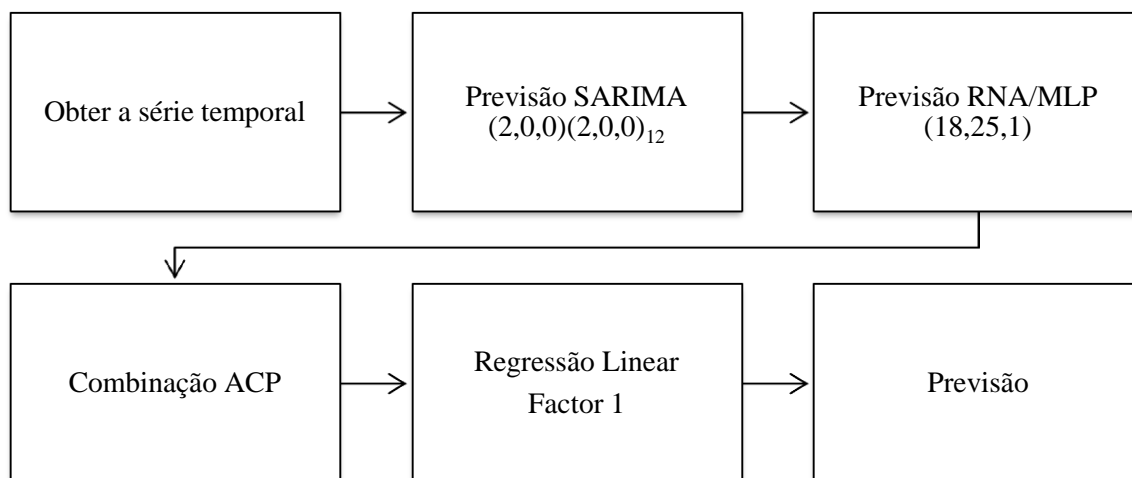 Obter a série temporal
Previsão SARIMA
(2,0,0)(2,0,0)₁₂
Previsão RNA/MLP
(18,25,1)
Combinação ACP
Regressão Linear
Factor 1
Previsão